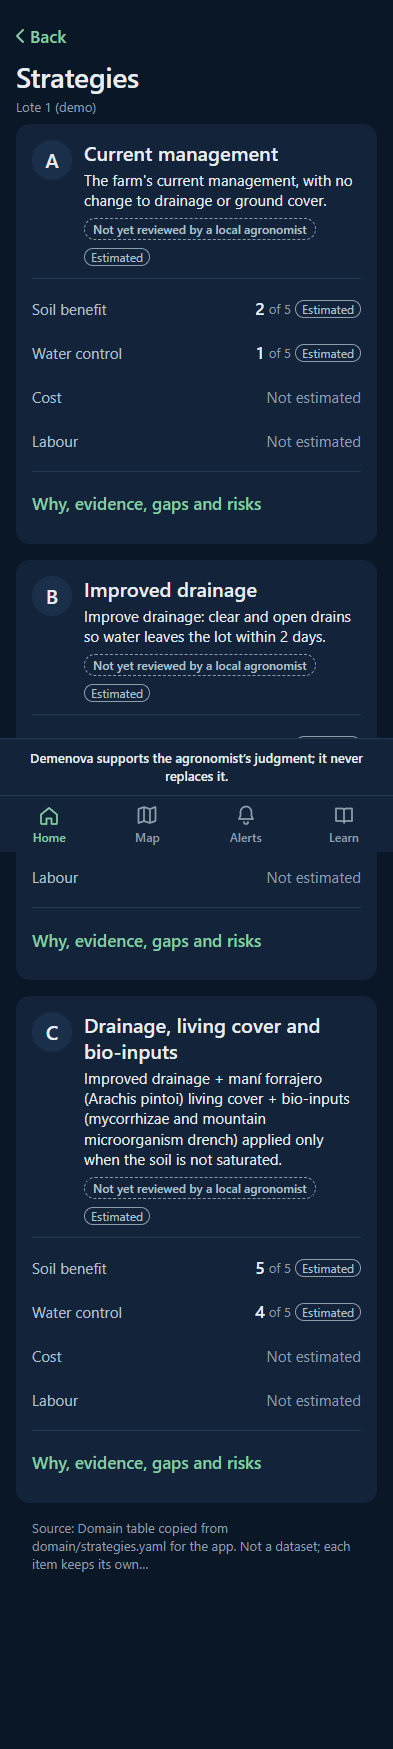 Back
Strategies
Lote 1 (demo)
A
Current management
The farm's current management, with no
change to drainage or ground cover.
Not yet reviewed by a local agronomist
Estimated
Soil benefit 2 of 5 Estimated
Water control 1 of 5 Estimated
Cost Not estimated
Labour Not estimated
Why, evidence, gaps and risks
B
Improved drainage
Improve drainage: clear and open drains
so water leaves the lot within 2 days.
Not yet reviewed by a local agronomist
Estimated
Demenova supports the agronomist's judgment; it never
replaces it.
Home Map Alerts Learn
Labour Not estimated
Why, evidence, gaps and risks
C
Drainage, living cover and
bio-inputs
Improved drainage + maní forrajero
(Arachis pintoi) living cover + bio-inputs
(mycorrhizae and mountain
microorganism drench) applied only
when the soil is not saturated.
Not yet reviewed by a local agronomist
Estimated
Soil benefit 5 of 5 Estimated
Water control 4 of 5 Estimated
Cost Not estimated
Labour Not estimated
Why, evidence, gaps and risks
Source: Domain table copied from
domain/strategies.yaml for the app. Not a dataset; each
item keeps its own...